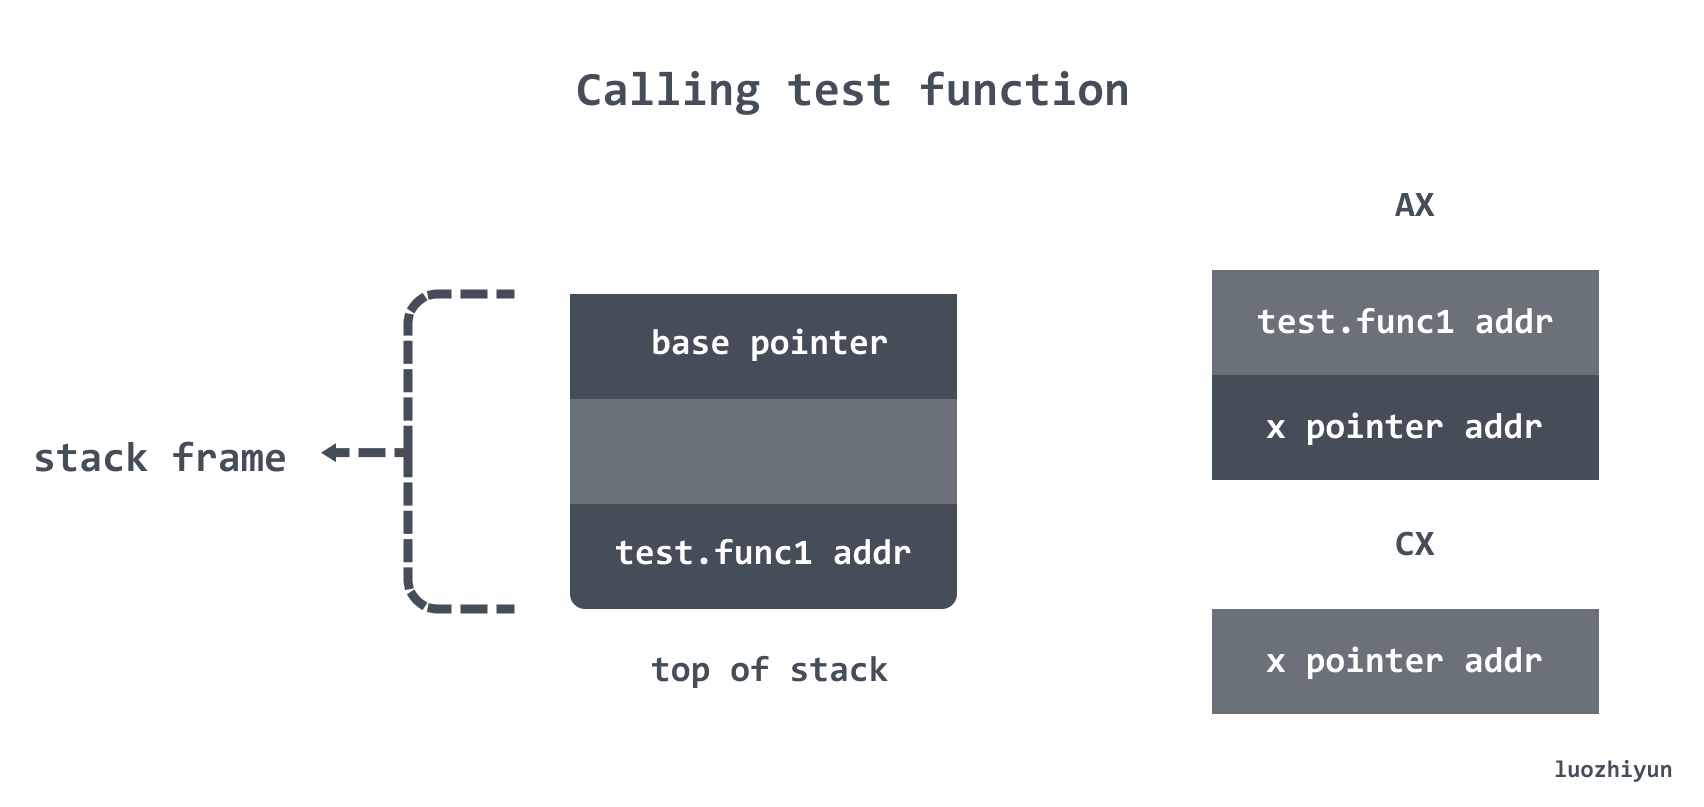 Calling test function
AX
test.func1 addr
x pointer addr
base pointer
stack frame
test.func1 addr
top of stack
CX
x pointer addr
luozhiyun